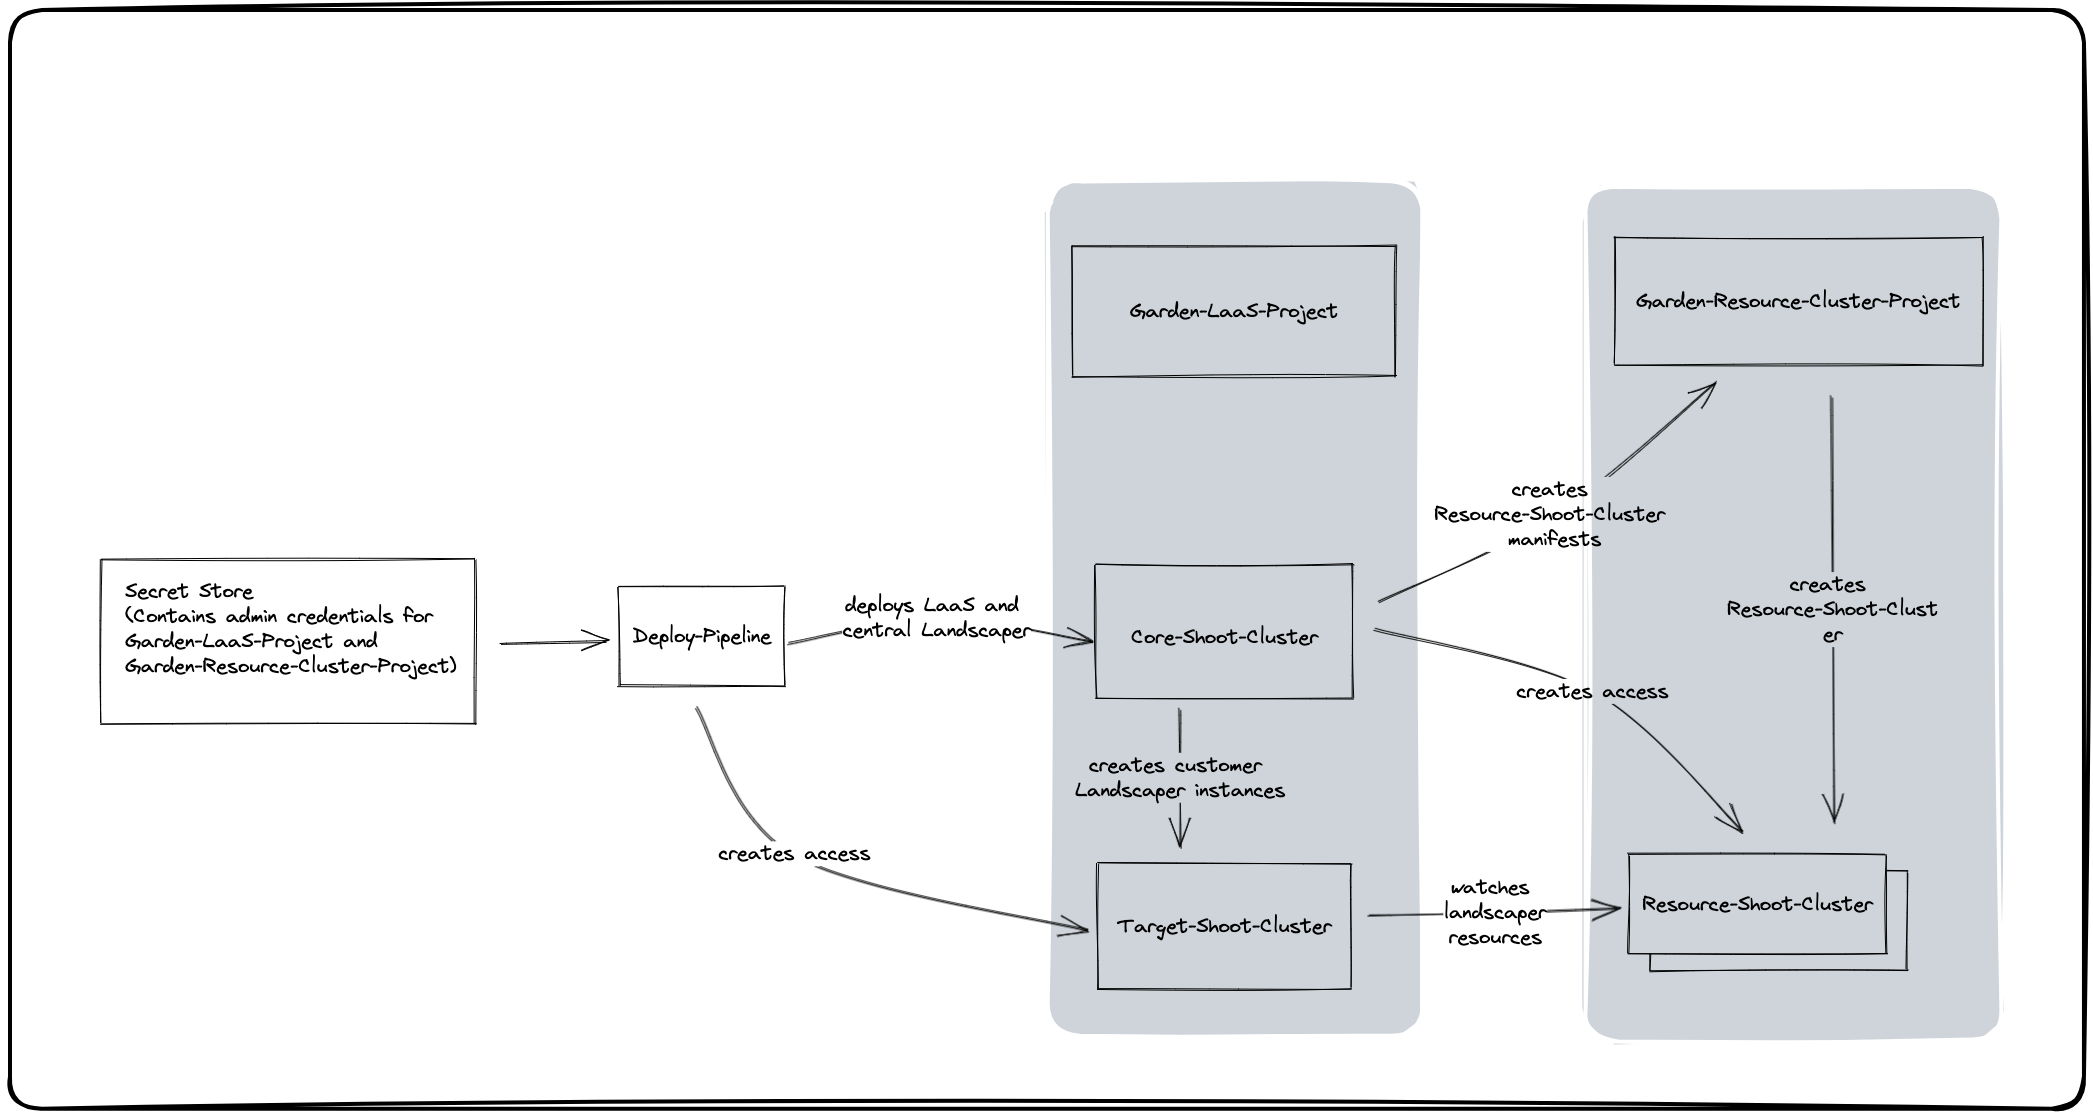 Garden-LaaS-Project
Garden-Resource-Cluster-Project
creates
Resource-Shoot-Cluster
manifests
Secret Store
(Contains admin credentials for
Garden-LaaS-Project and
Garden-Resource-Cluster-Project)
Deploy-Pipeline
deploys LaaS and
central Landscaper
Core-Shoot-Cluster
creates
Resource-Shoot-Clust
er
creates access
creates customer
Landscaper instances
creates access
Target-Shoot-Cluster
watches
landscaper
resources
Resource-Shoot-Cluster